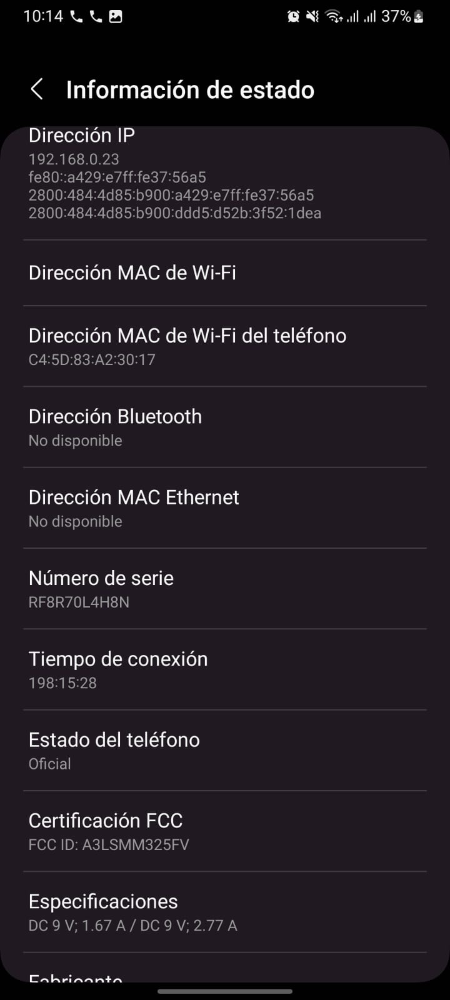 10:14
37%
Información de estado
Dirección IP
192.168.0.23
fe80::a429:e7ff:fe37:56a5
2800:484:4d85:b900:a429:e7ff:fe37:56a5
2800:484:4d85:b900:ddd5:d52b:3f52:1dea
Dirección MAC de Wi-Fi
Dirección MAC de Wi-Fi del teléfono
C4:5D:83:A2:30:17
Dirección Bluetooth
No disponible
Dirección MAC Ethernet
No disponible
Número de serie
RF8R70L4H8N
Tiempo de conexión
198:15:28
Estado del teléfono
Oficial
Certificación FCC
FCC ID: A3LSMM325FV
Especificaciones
DC 9 V; 1.67 A / DC 9 V; 2.77 A
Fabricante